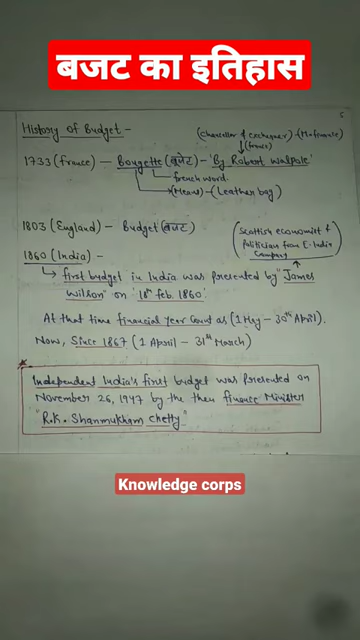 बजट का इतिहास
5
History of Budget -
(Chancellor of exchequer) - (M. of finance)
(France)
1733 (France) - Bougette (बुजेट) - 'By Robert Walpole'
french word.
(Means) - (Leather bag)
1803 (England) - Budget (बजट)
Scottish economist &
Politician from E. India
Company
1860 (India) -
first budget in India was presented by "James
Wilson" on '18th feb. 1860.'
At that time financial year Count as (1 May - 30th April).
Now, Since 1867 (1 April - 31st March)
Independent India's first budget was presented on
November 26, 1947 by the then finance Minister
"R.K. Shanmukham Chetty"
Knowledge corps